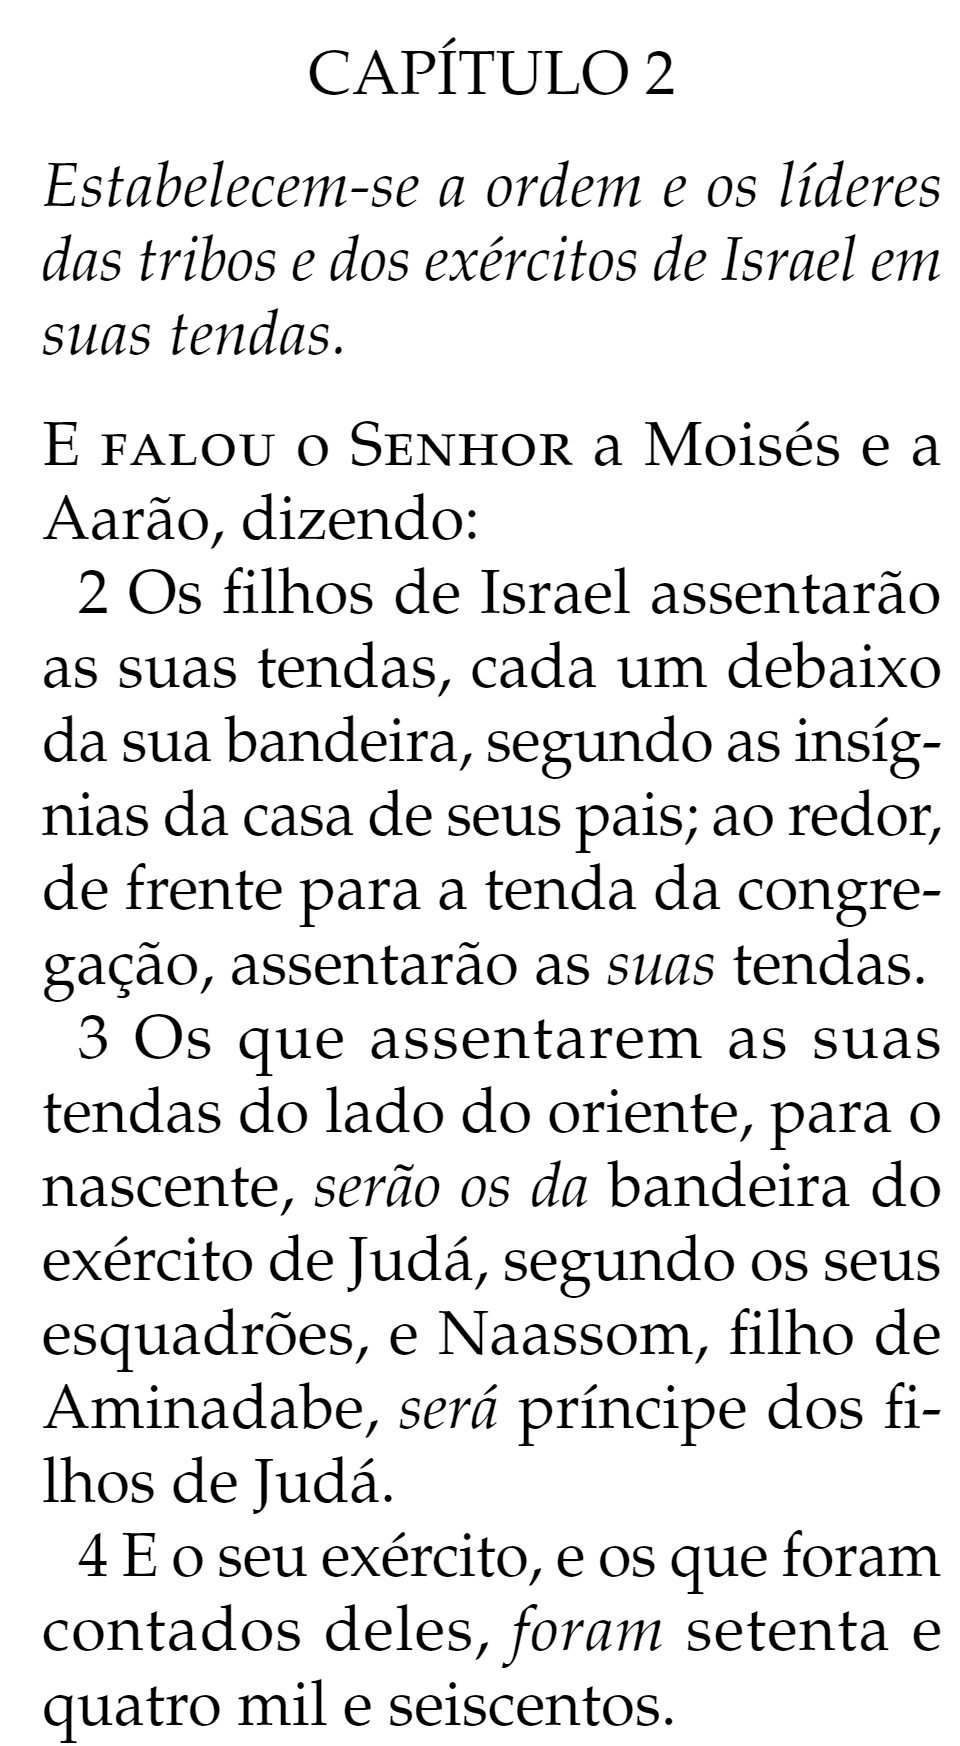 CAPÍTULO 2
Estabelecem-se a ordem e os líderes
das tribos e dos exércitos de Israel em
suas tendas.
E FALOU o SENHOR a Moisés e a
Aarão, dizendo:
2 Os filhos de Israel assentarão
as suas tendas, cada um debaixo
da sua bandeira, segundo as insíg-
nias da casa de seus pais; ao redor,
de frente para a tenda da congre-
gação, assentarão as suas tendas.
3 Os que assentarem as suas
tendas do lado do oriente, para o
nascente, serão os da bandeira do
exército de Judá, segundo os seus
esquadrões, e Naassom, filho de
Aminadabe, será príncipe dos fi-
lhos de Judá.
4 E o seu exército, e os que foram
contados deles, foram setenta e
quatro mil e seiscentos.